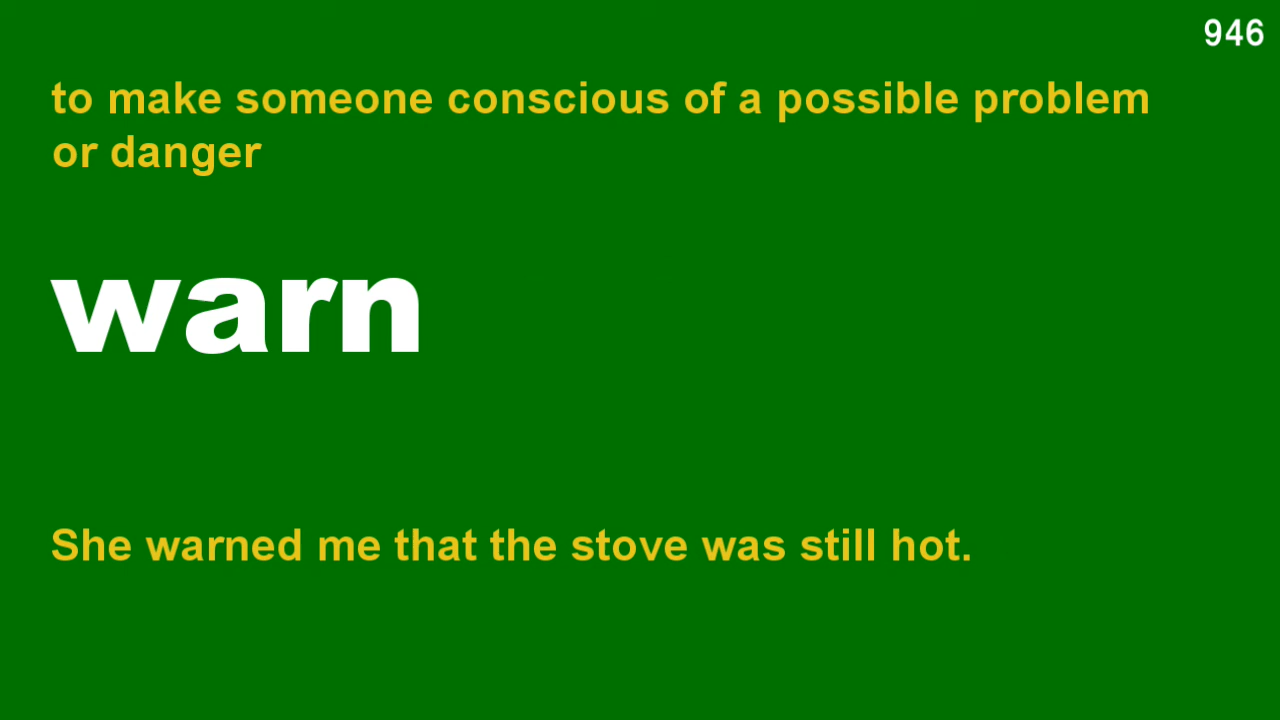 946
to make someone conscious of a possible problem
or danger
warn
She warned me that the stove was still hot.